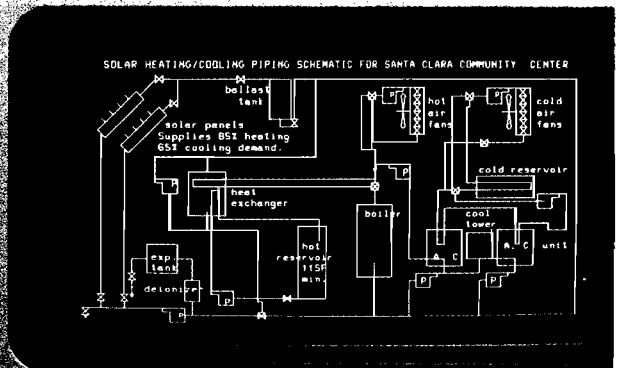 SOLAR HEATING/COOLING PIPING SCHEMATIC FOR SANTA CLARA COMMUNITY CENTER
ballast
tank
solar panels
Supplies 85% heating
65% cooling demand.
P
hot
air
fans
P
cold
air
fans
P
heat
exchanger
P
cold reservoir
P
boiler
cool
tower
hot
reservoir
115F
min.
A C
A. C
unit
exp.
tank
deionizer
P
P
P
P